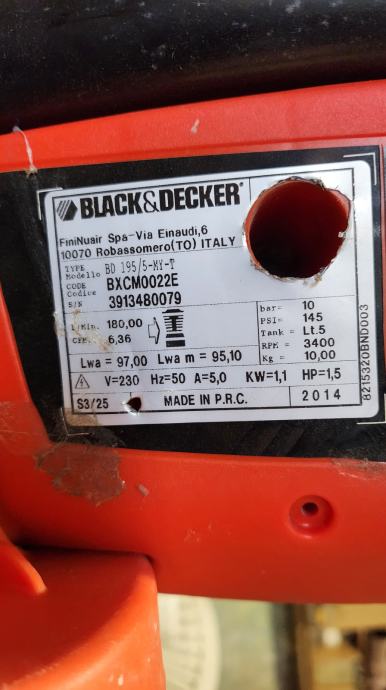 BLACK&DECKER
FiniNuair Spa-Via Einaudi,6
10070 Robassomero(TO) ITALY
TYPE
Modello BD 195/5-MY-T
Code
Codice BXCM0022E
S/N 3913480079
l/Min. 180,00
CFM 6,36
bar= 10
PSI= 145
Tank = Lt.5
RPM = 3400
Kg = 10,00
Lwa = 97,00 Lwa m = 95,10
V=230 Hz=50 A=5,0 KW=1,1 HP=1,5
S3/25 MADE IN P.R.C. 2014
8215320BND003